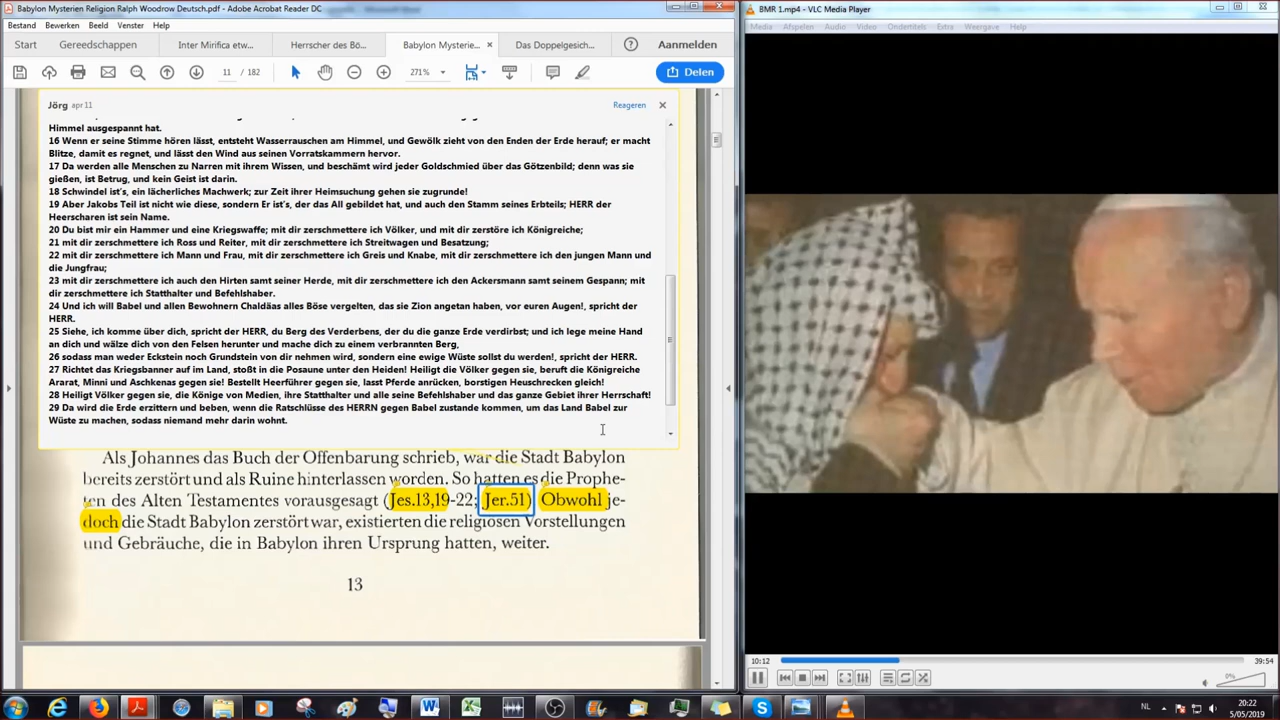 Babylon Mysterien Religion Ralph Woodrow Deutsch.pdf - Adobe Acrobat Reader DC
Bestand Bewerken Beeld Venster Help
Start Gereedschappen Inter Mirifica etw... Herrscher des Bö... Babylon Mysterie... × Das Doppelgesich... Aanmelden
11 / 182 271% Delen
Jörg apr 11 Reageren
Himmel ausgespannt hat.
16 Wenn er seine Stimme hören lässt, entsteht Wasserrauschen am Himmel, und Gewölk zieht von den Enden der Erde herauf; er macht
Blitze, damit es regnet, und lässt den Wind aus seinen Vorratskammern hervor.
17 Da werden alle Menschen zu Narren mit ihrem Wissen, und beschämt wird jeder Goldschmied über das Götzenbild; denn was sie
gießen, ist Betrug, und kein Geist ist darin.
18 Schwindel ist's, ein lächerliches Machwerk; zur Zeit ihrer Heimsuchung gehen sie zugrunde!
19 Aber Jakobs Teil ist nicht wie diese, sondern Er ist's, der das All gebildet hat, und auch den Stamm seines Erbteils; HERR der
Heerscharen ist sein Name.
20 Du bist mir ein Hammer und eine Kriegswaffe; mit dir zerschmettere ich Völker, und mit dir zerstöre ich Königreiche;
21 mit dir zerschmettere ich Ross und Reiter, mit dir zerschmettere ich Streitwagen und Besatzung;
22 mit dir zerschmettere ich Mann und Frau, mit dir zerschmettere ich Greis und Knabe, mit dir zerschmettere ich den jungen Mann und
die Jungfrau;
23 mit dir zerschmettere ich auch den Hirten samt seiner Herde, mit dir zerschmettere ich den Ackersmann samt seinem Gespann; mit
dir zerschmettere ich Statthalter und Befehlshaber.
24 Und ich will Babel und allen Bewohnern Chaldäas alles Böse vergelten, das sie Zion angetan haben, vor euren Augen!, spricht der
HERR.
25 Siehe, ich komme über dich, spricht der HERR, du Berg des Verderbens, der du die ganze Erde verdirbst; und ich lege meine Hand
an dich und wälze dich von den Felsen herunter und mache dich zu einem verbrannten Berg,
26 sodass man weder Eckstein noch Grundstein von dir nehmen wird, sondern eine ewige Wüste sollst du werden!, spricht der HERR.
27 Richtet das Kriegsbanner auf im Land, stoßt in die Posaune unter den Heiden! Heiligt die Völker gegen sie, beruft die Königreiche
Ararat, Minni und Aschkenas gegen sie! Bestellt Heerführer gegen sie, lasst Pferde anrücken, borstigen Heuschrecken gleich!
28 Heiligt Völker gegen sie, die Könige von Medien, ihre Statthalter und alle seine Befehlshaber und das ganze Gebiet ihrer Herrschaft!
29 Da wird die Erde erzittern und beben, wenn die Ratschlüsse des HERRN gegen Babel zustande kommen, um das Land Babel zur
Wüste zu machen, sodass niemand mehr darin wohnt.
Als Johannes das Buch der Offenbarung schrieb, war die Stadt Babylon
bereits zerstört und als Ruine hinterlassen worden. So hatten es die Prophe-
ten des Alten Testamentes vorausgesagt (Jes.13,19-22; Jer.51) Obwohl je-
doch die Stadt Babylon zerstört war, existierten die religiösen Vorstellungen
und Gebräuche, die in Babylon ihren Ursprung hatten, weiter.
13
BMR 1.mp4 - VLC Media Player
Media Afspelen Audio Video Ondertitels Extra Weergave Help
10:12 39:54
0%
NL 20:22
5/05/2019